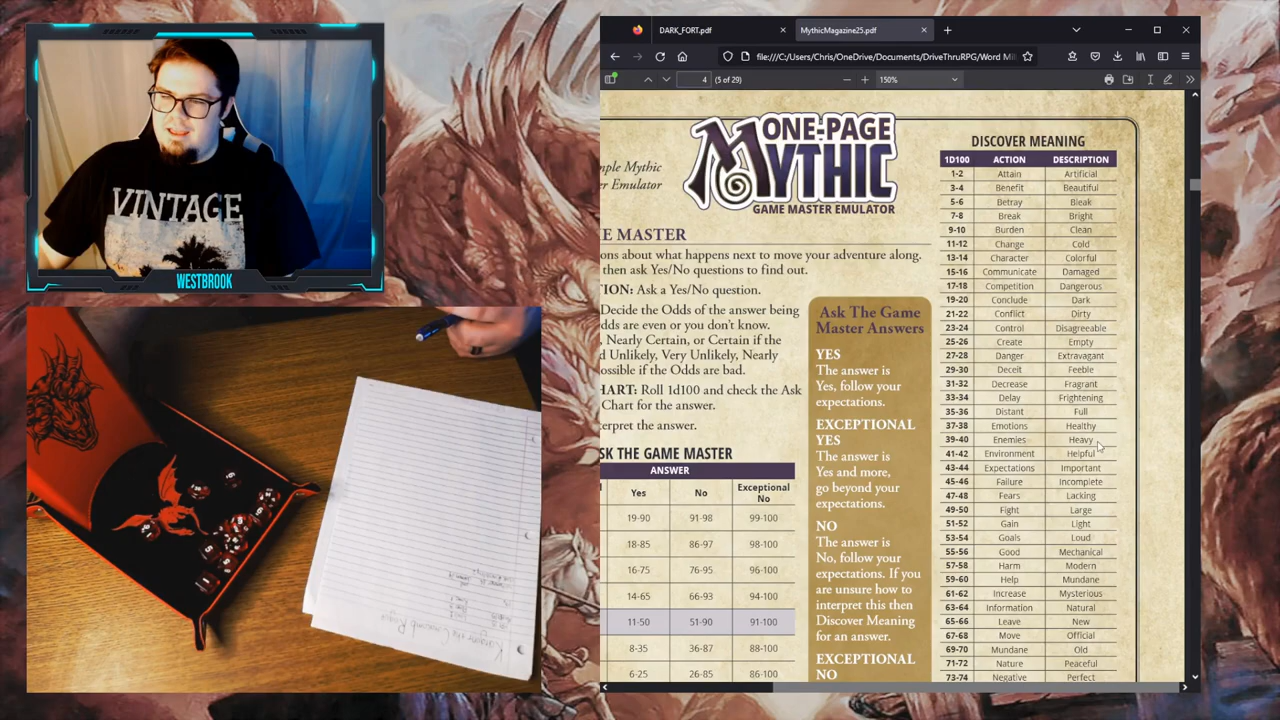 VINTAGE
WESTBROOK
DARK_FORT.pdf
MythicMagazine25.pdf
file:///C:/Users/Chris/OneDrive/Documents/DriveThruRPG/Word Mil
4
(5 of 29)
150%
mple Mythic
er Emulator
ONE-PAGE
MYTHIC
GAME MASTER EMULATOR
E MASTER
ons about what happens next to move your adventure along.
then ask Yes/No questions to find out.
TION: Ask a Yes/No question.
Decide the Odds of the answer being
dds are even or you don't know.
, Nearly Certain, or Certain if the
d Unlikely, Very Unlikely, Nearly
ossible if the Odds are bad.
HART: Roll 1d100 and check the Ask
Chart for the answer.
erpret the answer.
SK THE GAME MASTER
ANSWER
Yes No Exceptional No
19-90 91-98 99-100
18-85 86-97 98-100
16-75 76-95 96-100
14-65 66-93 94-100
11-50 51-90 91-100
8-35 36-87 88-100
6-25 26-85 86-100
Ask The Game
Master Answers
YES
The answer is
Yes, follow your
expectations.
EXCEPTIONAL
YES
The answer is
Yes and more,
go beyond your
expectations.
NO
The answer is
No, follow your
expectations. If you
are unsure how to
interpret this then
Discover Meaning
for an answer.
EXCEPTIONAL
NO
DISCOVER MEANING
1D100 ACTION DESCRIPTION
1-2 Attain Artificial
3-4 Benefit Beautiful
5-6 Betray Bleak
7-8 Break Bright
9-10 Burden Clean
11-12 Change Cold
13-14 Character Colorful
15-16 Communicate Damaged
17-18 Competition Dangerous
19-20 Conclude Dark
21-22 Conflict Dirty
23-24 Control Disagreeable
25-26 Create Empty
27-28 Danger Extravagant
29-30 Deceit Feeble
31-32 Decrease Fragrant
33-34 Delay Frightening
35-36 Distant Full
37-38 Emotions Healthy
39-40 Enemies Heavy
41-42 Environment Helpful
43-44 Expectations Important
45-46 Failure Incomplete
47-48 Fears Lacking
49-50 Fight Large
51-52 Gain Light
53-54 Goals Loud
55-56 Good Mechanical
57-58 Harm Modern
59-60 Help Mundane
61-62 Increase Mysterious
63-64 Information Natural
65-66 Leave New
67-68 Move Official
69-70 Mundane Old
71-72 Nature Peaceful
73-74 Negative Perfect